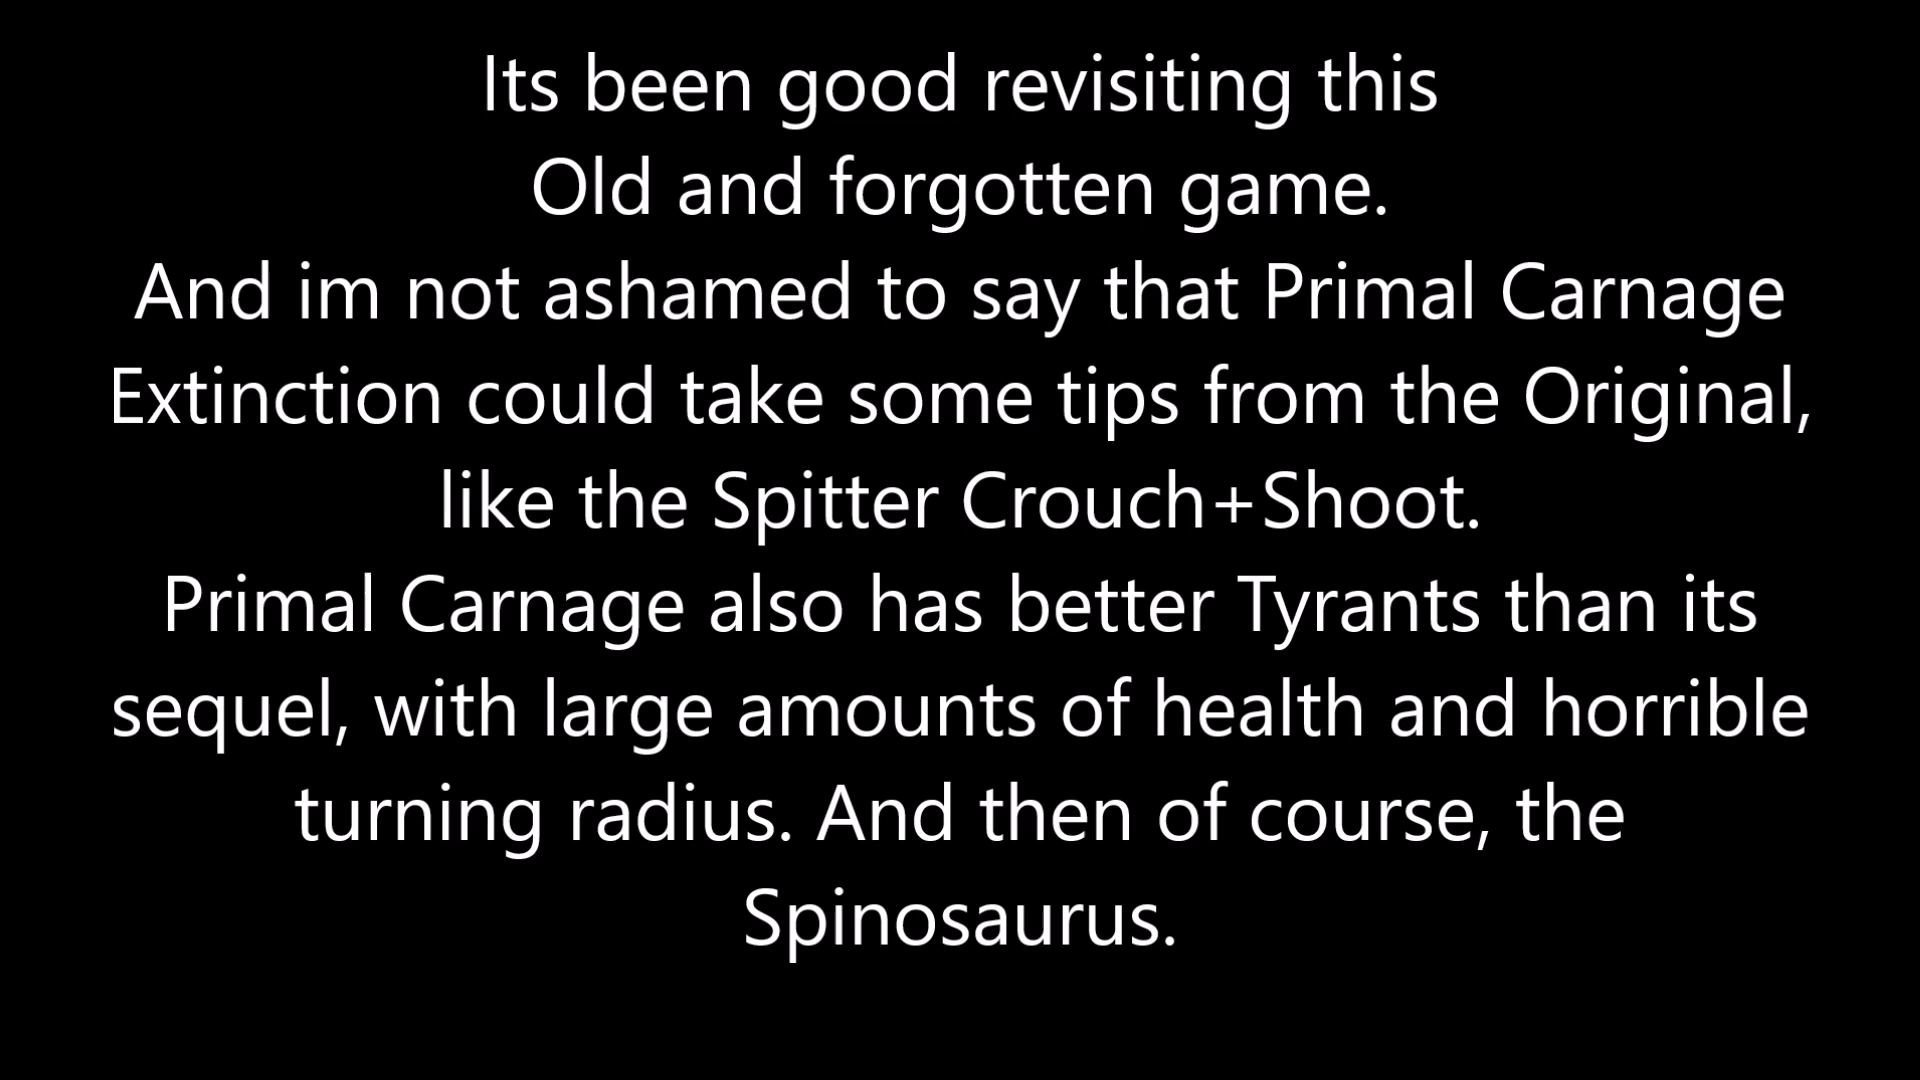 Its been good revisiting this
Old and forgotten game.
And im not ashamed to say that Primal Carnage
Extinction could take some tips from the Original,
like the Spitter Crouch+Shoot.
Primal Carnage also has better Tyrants than its
sequel, with large amounts of health and horrible
turning radius. And then of course, the
Spinosaurus.